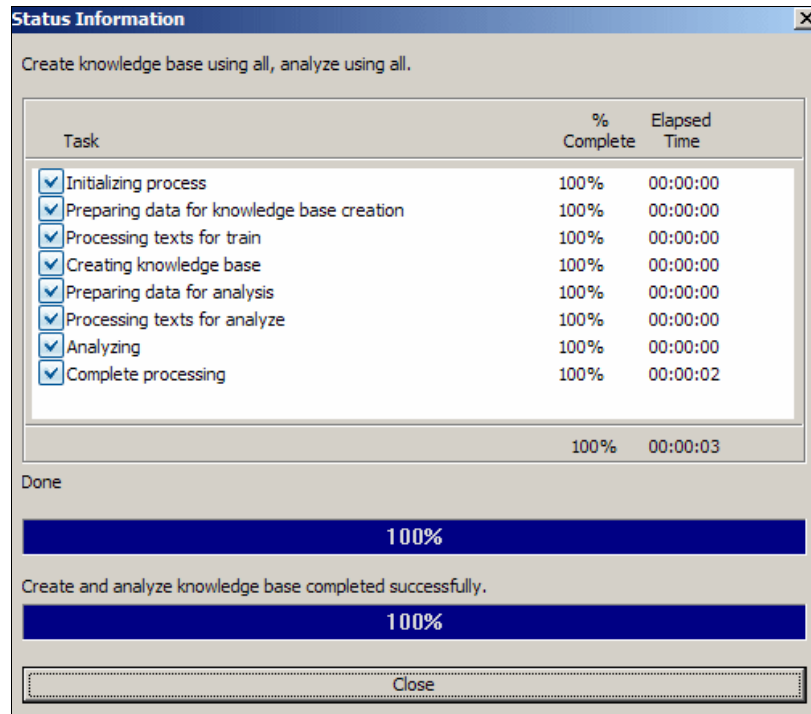 Status Information
Create knowledge base using all, analyze using all.
% Elapsed
Task Complete Time
Initializing process 100% 00:00:00
Preparing data for knowledge base creation 100% 00:00:00
Processing texts for train 100% 00:00:00
Creating knowledge base 100% 00:00:00
Preparing data for analysis 100% 00:00:00
Processing texts for analyze 100% 00:00:00
Analyzing 100% 00:00:00
Complete processing 100% 00:00:02
100% 00:00:03
Done
100%
Create and analyze knowledge base completed successfully.
100%
Close